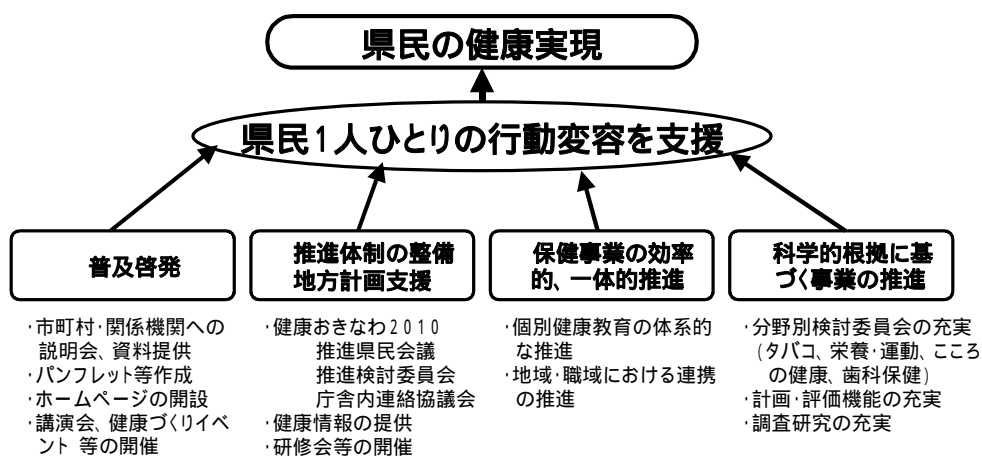 県民の健康実現
県民1人ひとりの行動変容を支援
普及啓発
・市町村・関係機関への
説明会、資料提供
・パンフレット等作成
・ホームページの開設
・講演会、健康づくりイベ
ント 等の開催
推進体制の整備
地方計画支援
・健康おきなわ2010
推進県民会議
推進検討委員会
庁舎内連絡協議会
・健康情報の提供
・研修会等の開催
保健事業の効率
的、一体的推進
・個別健康教育の体系的
な推進
・地域・職域における連携
の推進
科学的根拠に基
づく事業の推進
・分野別検討委員会の充実
(タバコ、栄養・運動、こころ
の健康、歯科保健)
・計画・評価機能の充実
・調査研究の充実